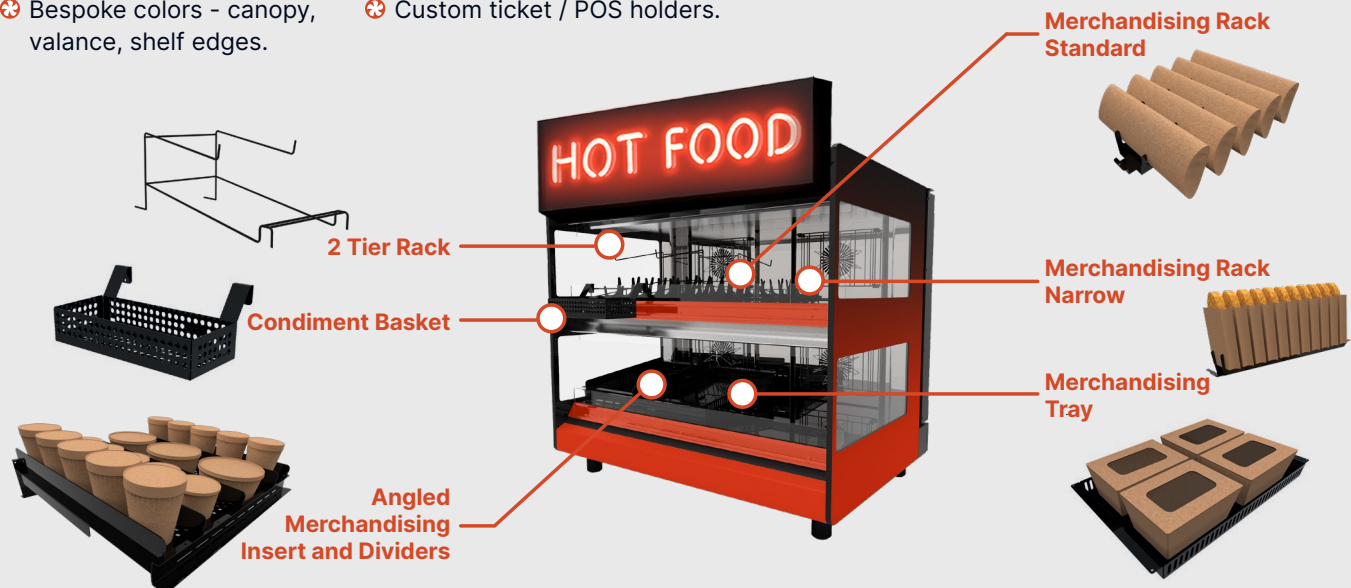 Bespoke colors - canopy,
valance, shelf edges.
Custom ticket / POS holders.
Merchandising Rack
Standard
HOT FOOD
2 Tier Rack
Merchandising Rack
Narrow
Condiment Basket
Merchandising
Tray
Angled
Merchandising
Insert and Dividers